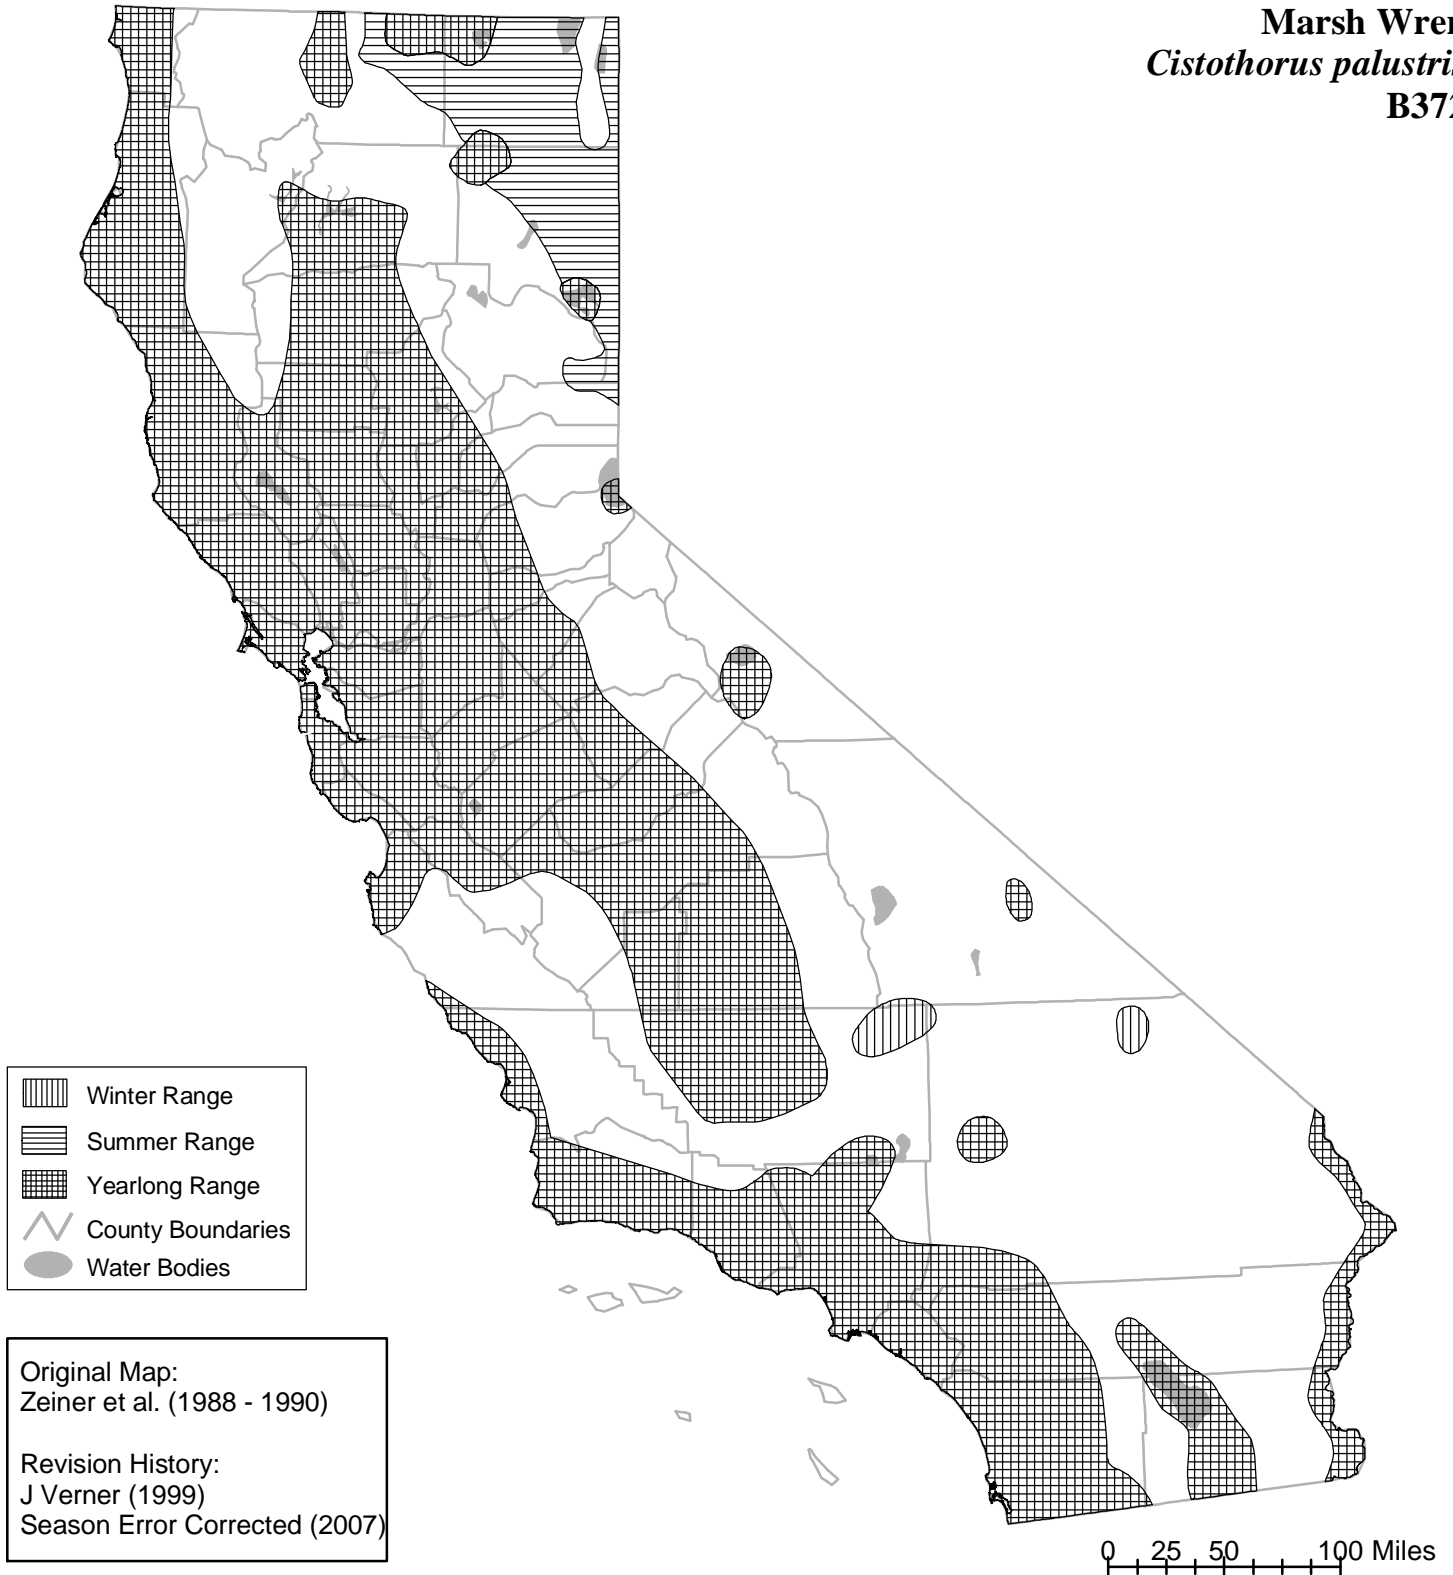 Marsh Wren
Cistothorus palustris
B372
Winter Range
Summer Range
Yearlong Range
County Boundaries
Water Bodies
Original Map:
Zeiner et al. (1988 - 1990)
Revision History:
J Verner (1999)
Season Error Corrected (2007)
0 25 50 100 Miles